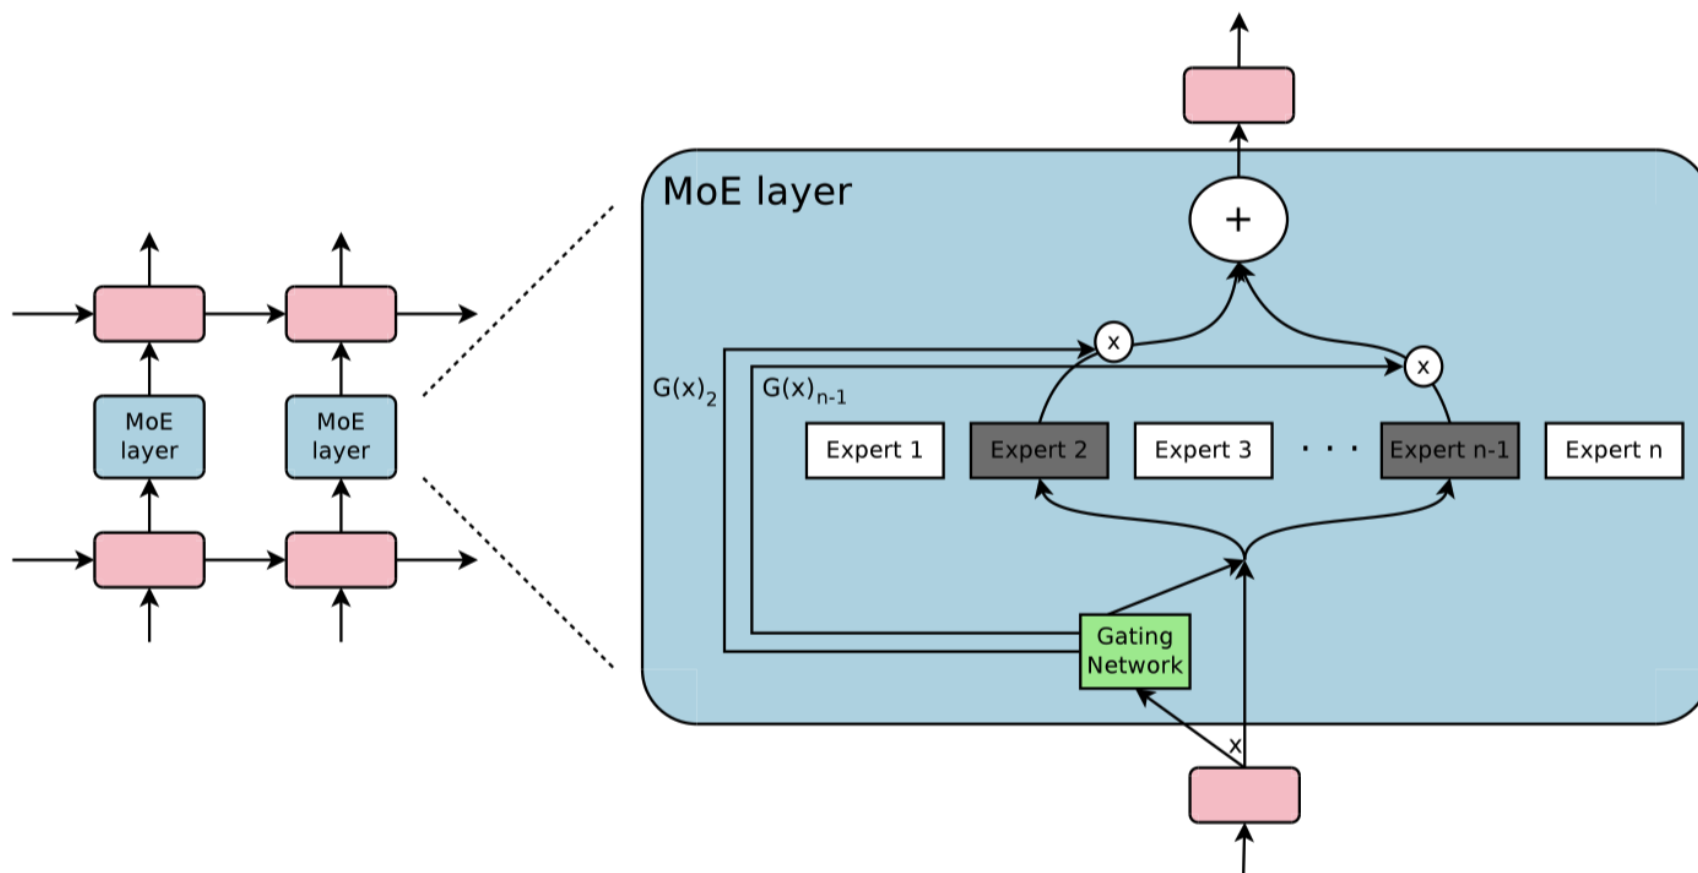 MoE layer
+
x
x
G(x)2
G(x)n-1
MoE
layer
MoE
layer
Expert 1
Expert 2
Expert 3
. . .
Expert n-1
Expert n
Gating
Network
x